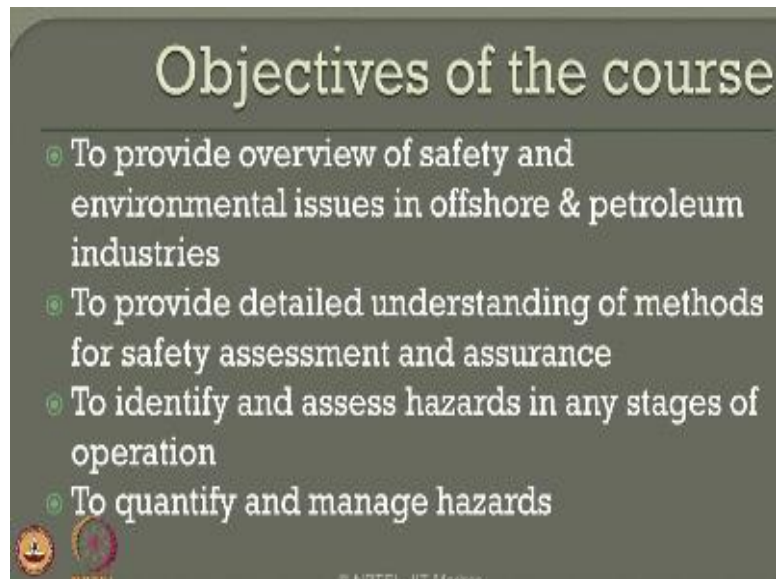 Objectives of the course
To provide overview of safety and
environmental issues in offshore & petroleum
industries
To provide detailed understanding of methods
for safety assessment and assurance
To identify and assess hazards in any stages of
operation
To quantify and manage hazards